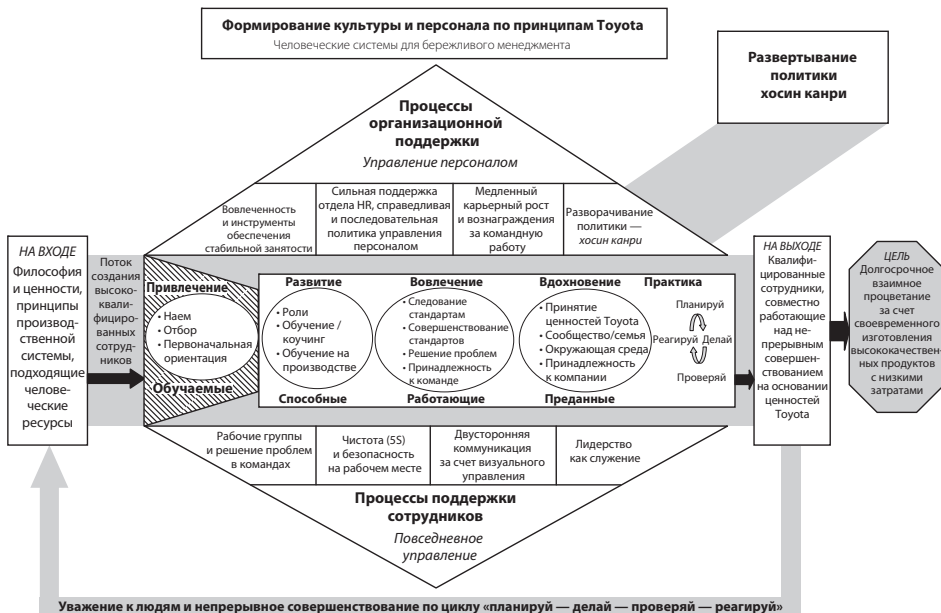 Формирование культуры и персонала по принципам Toyota
Человеческие системы для бережливого менеджмента
Развертывание
политики
хосин канри
Процессы
организационной
поддержки
Управление персоналом
Вовлеченность
и инструменты
обеспечения
стабильной занятости
Сильная поддержка
отдела HR, справедливая
и последовательная
политика управления
персоналом
Медленный
карьерный рост
и вознаграждения
за командную
работу
Разворачивание
политики —
хосин канри
НА ВХОДЕ
Философия
и ценности,
принципы
производ-
ственной
системы,
подходящие
челове-
ческие
ресурсы
Поток
создания
высоко-
квали-
фициро-
ванных
сотруд-
ников
Привлечение
• Наем
• Отбор
• Первоначальная
ориентация
Обучаемые
Развитие
• Роли
• Обучение /
коучинг
• Обучение на
производстве
Способные
Вовлечение
• Следование
стандартам
• Совершенствование
стандартов
• Решение проблем
• Принадлежность
к команде
Работающие
Вдохновение
• Принятие
ценностей Toyota
• Сообщество/семья
• Окружающая среда
• Принадлежность
к компании
Преданные
Практика
Планируй
Реагируй Делай
Проверяй
НА ВЫХОДЕ
Квалифи-
цированные
сотрудники,
совместно
работающие
над не-
прерывным
совершен-
ствованием
на основании
ценностей
Toyota
ЦЕЛЬ
Долгосрочное
взаимное
процветание
за счет
своевременного
изготовления
высококачествен-
ных продуктов
с низкими
затратами
Рабочие группы
и решение проблем
в командах
Чистота (5S)
и безопасность
на рабочем месте
Двусторонняя
коммуникация
за счет визуального
управления
Лидерство
как служение
Процессы поддержки
сотрудников
Повседневное
управление
Уважение к людям и непрерывное совершенствование по циклу «планируй — делай — проверяй — реагируй»